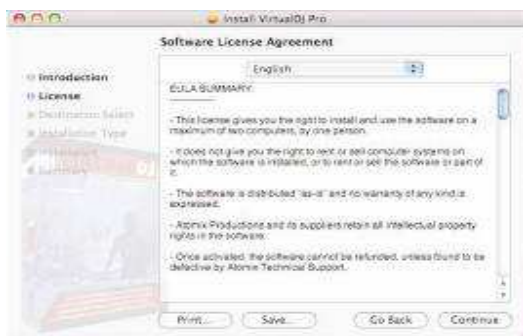 Install VirtualDJ Pro
Software License Agreement
English
Introduction
License
Destination Select
Installation Type
Installation
Summary
EULA SUMMARY:
- This license gives you the right to install and use the software on a
maximum of two computers, by one person.
- It does not give you the right to rent or sell computer systems on
which the software is installed, or to rent or sell the software or part of
it.
- The software is distributed "as-is" and no warranty of any kind is
expressed.
- Atomix Productions and its suppliers retain all intellectual property
rights in the software.
- Once activated, the software cannot be refunded, unless found to be
defective by Atomix Technical Support.
Print...
Save...
Go Back
Continue